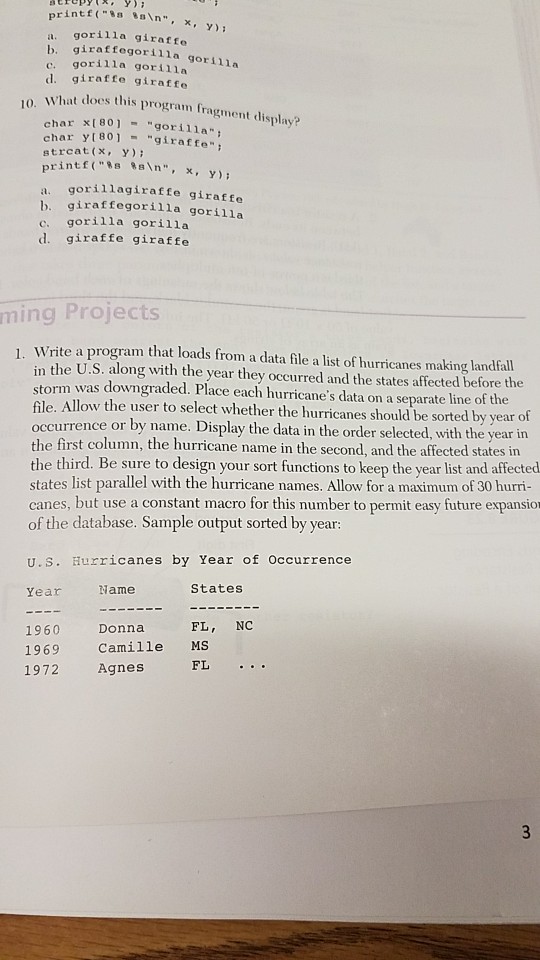 printf("%s %s\n", x, y);
a. gorilla giraffe
b. giraffegorilla gorilla
c. gorilla gorilla
d. giraffe giraffe
10. What does this program fragment display?
char x[80] = "gorilla";
char y[80] = "giraffe";
strcat(x, y);
printf("%s %s\n", x, y);
a. gorillagiraffe giraffe
b. giraffegorilla gorilla
c. gorilla gorilla
d. giraffe giraffe
ming Projects
1. Write a program that loads from a data file a list of hurricanes making landfall
in the U.S. along with the year they occurred and the states affected before the
storm was downgraded. Place each hurricane's data on a separate line of the
file. Allow the user to select whether the hurricanes should be sorted by year of
occurrence or by name. Display the data in the order selected, with the year in
the first column, the hurricane name in the second, and the affected states in
the third. Be sure to design your sort functions to keep the year list and affected
states list parallel with the hurricane names. Allow for a maximum of 30 hurri-
canes, but use a constant macro for this number to permit easy future expansion
of the database. Sample output sorted by year:
U.S. Hurricanes by Year of Occurrence
Year Name States
---- ------- --------
1960 Donna FL, NC
1969 Camille MS
1972 Agnes FL ...
3